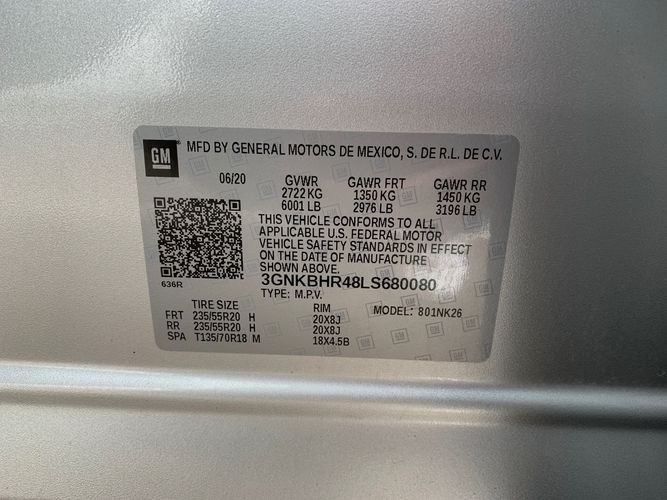 GM
MFD BY GENERAL MOTORS DE MEXICO, S. DE R.L. DE C.V.
06/20 GVWR GAWR FRT GAWR RR
2722 KG 1350 KG 1450 KG
6001 LB 2976 LB 3196 LB
THIS VEHICLE CONFORMS TO ALL
APPLICABLE U.S. FEDERAL MOTOR
VEHICLE SAFETY STANDARDS IN EFFECT
ON THE DATE OF MANUFACTURE
SHOWN ABOVE.
636R
3GNKBHR48LS680080
TYPE: M.P.V.
TIRE SIZE RIM MODEL: 801NK26
FRT 235/55R20 H 20X8J
RR 235/55R20 H 20X8J
SPA T135/70R18 M 18X4.5B